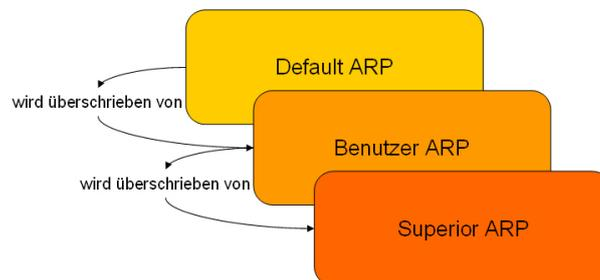 Default ARP
wird überschrieben von
Benutzer ARP
wird überschrieben von
Superior ARP